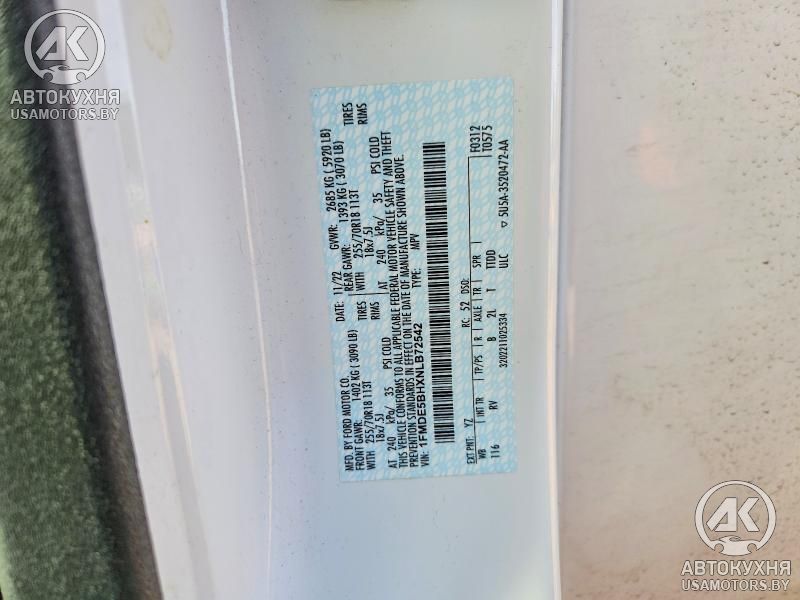 АВТОКУХНЯ
USAMOTORS.BY
MFD. BY FORD MOTOR CO. DATE: 11/22 GVWR: 2685 KG ( 5920 LB)
FRONT GAWR: 1402 KG ( 3090 LB) REAR GAWR: 1393 KG ( 3070 LB)
WITH 255/70R18 113T TIRES WITH 255/70R18 113T TIRES
18x7.5J RIMS 18x7.5J RIMS
AT 240 kPa/ 35 PSI COLD AT 240 kPa/ 35 PSI COLD
THIS VEHICLE CONFORMS TO ALL APPLICABLE FEDERAL MOTOR VEHICLE SAFETY AND THEFT
PREVENTION STANDARDS IN EFFECT ON THE DATE OF MANUFACTURE SHOWN ABOVE.
VIN: 1FMDE5BHXNLB72542 TYPE: MPV
EXT PNT: YZ RC: 52 DSO: F0312
WB INT TR TP/PS R AXLE TR SPR T0575
116 RV B 2L T TTDD
3202211025334 ULC ▽ SU5A-3S20472-AA
АВТОКУХНЯ
USAMOTORS.BY